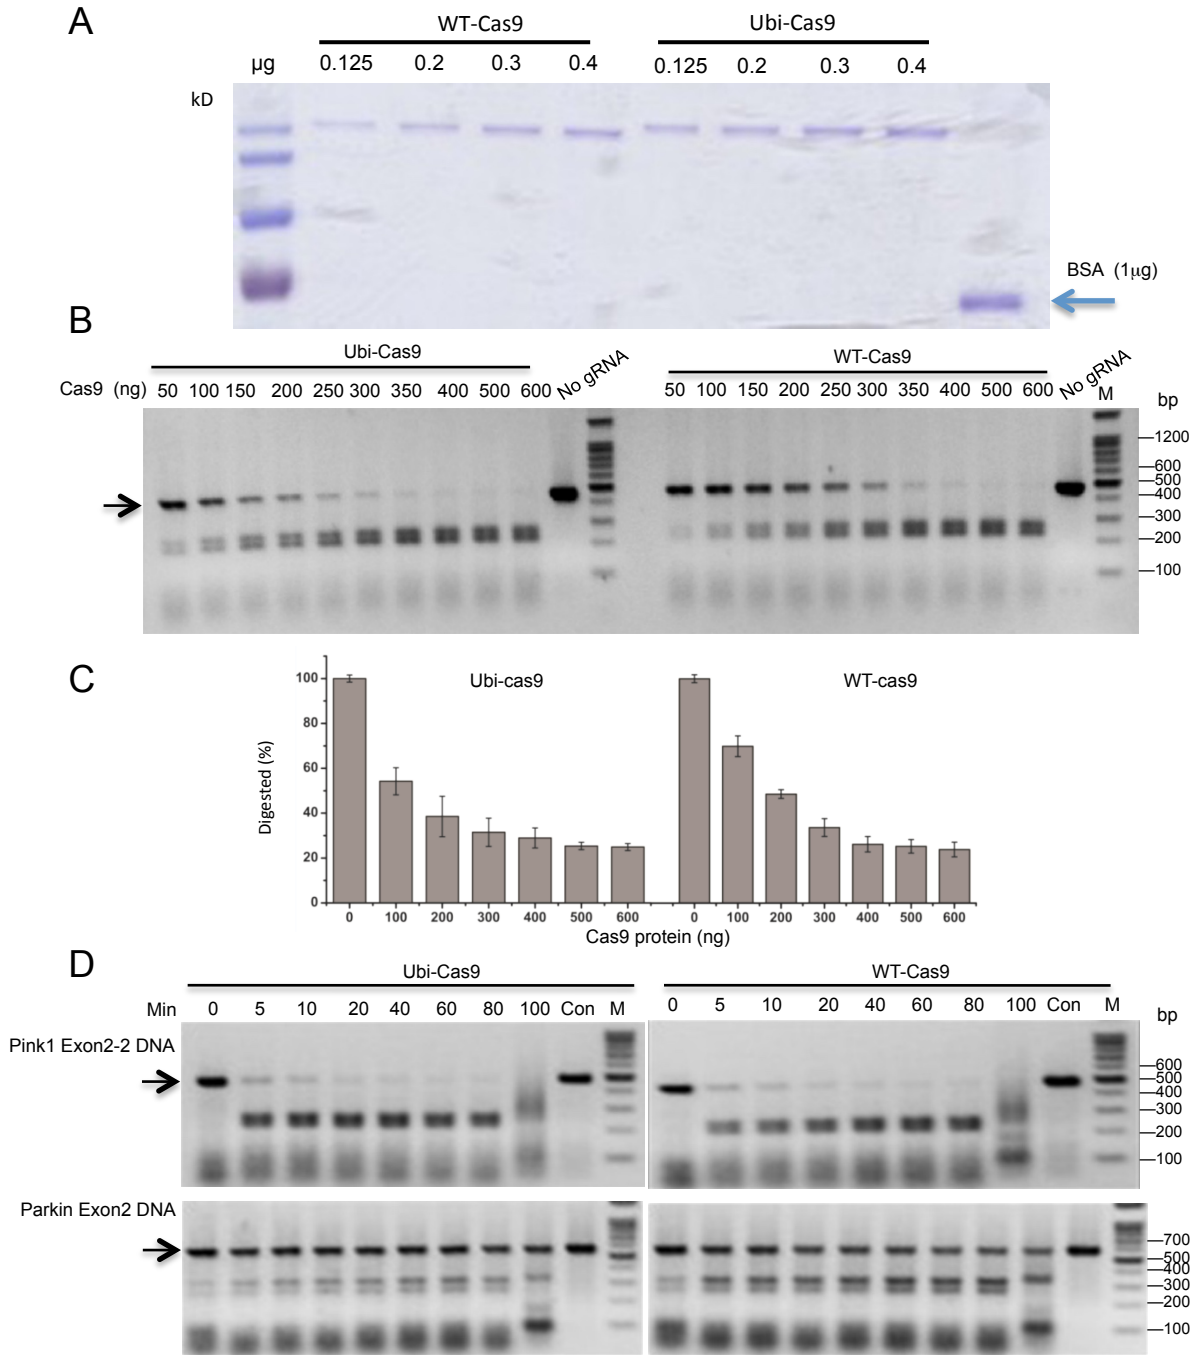 A
WT-Cas9 Ubi-Cas9
µg 0.125 0.2 0.3 0.4 0.125 0.2 0.3 0.4
kD
BSA (1µg)
B
Ubi-Cas9 WT-Cas9
Cas9 (ng) 50 100 150 200 250 300 350 400 500 600 No gRNA 50 100 150 200 250 300 350 400 500 600 No gRNA M bp
1200
600
500
400
300
200
100
C
Ubi-cas9 WT-cas9
Digested (%)
100
80
60
40
20
0
0 100 200 300 400 500 600 0 100 200 300 400 500 600
Cas9 protein (ng)
D
Ubi-Cas9 WT-Cas9
Min 0 5 10 20 40 60 80 100 Con M 0 5 10 20 40 60 80 100 Con M bp
Pink1 Exon2-2 DNA
600
500
400
300
200
100
Parkin Exon2 DNA
700
500
400
300
200
100